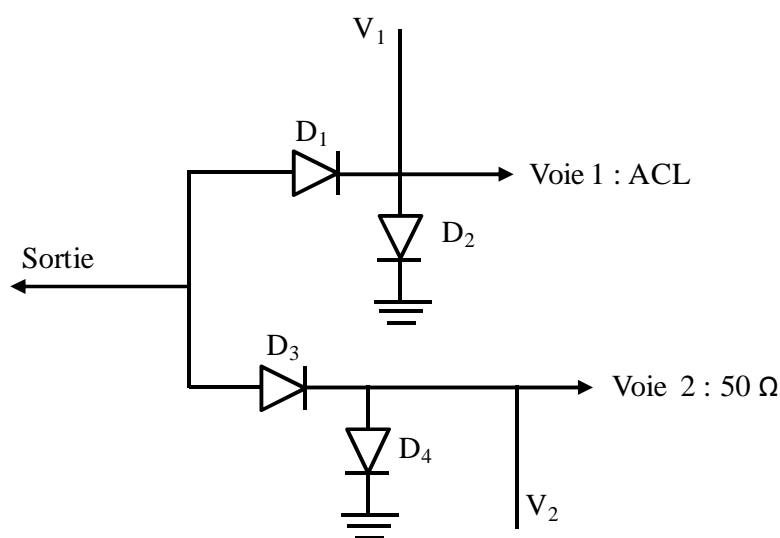 V₁
D₁
Voie 1 : ACL
D₂
Sortie
D₃
Voie 2 : 50 Ω
D₄
V₂